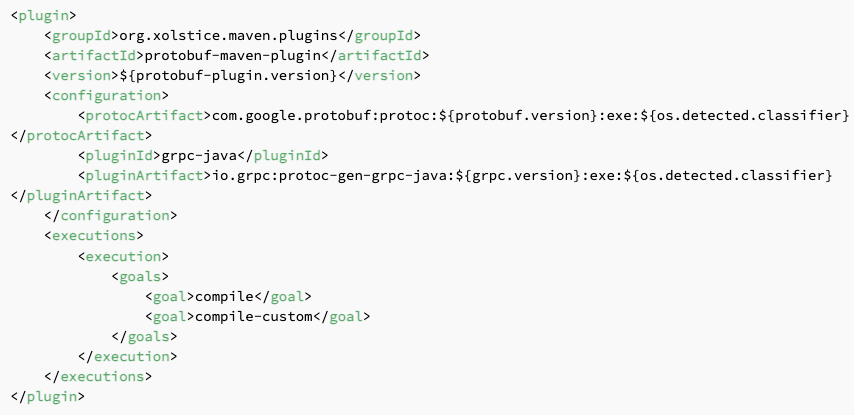 <plugin>
    <groupId>org.xolstice.maven.plugins</groupId>
    <artifactId>protobuf-maven-plugin</artifactId>
    <version>${protobuf-plugin.version}</version>
    <configuration>
        <protocArtifact>com.google.protobuf:protoc:${protobuf.version}:exe:${os.detected.classifier}
</protocArtifact>
        <pluginId>grpc-java</pluginId>
        <pluginArtifact>io.grpc:protoc-gen-grpc-java:${grpc.version}:exe:${os.detected.classifier}
</pluginArtifact>
    </configuration>
    <executions>
        <execution>
            <goals>
                <goal>compile</goal>
                <goal>compile-custom</goal>
            </goals>
        </execution>
    </executions>
</plugin>